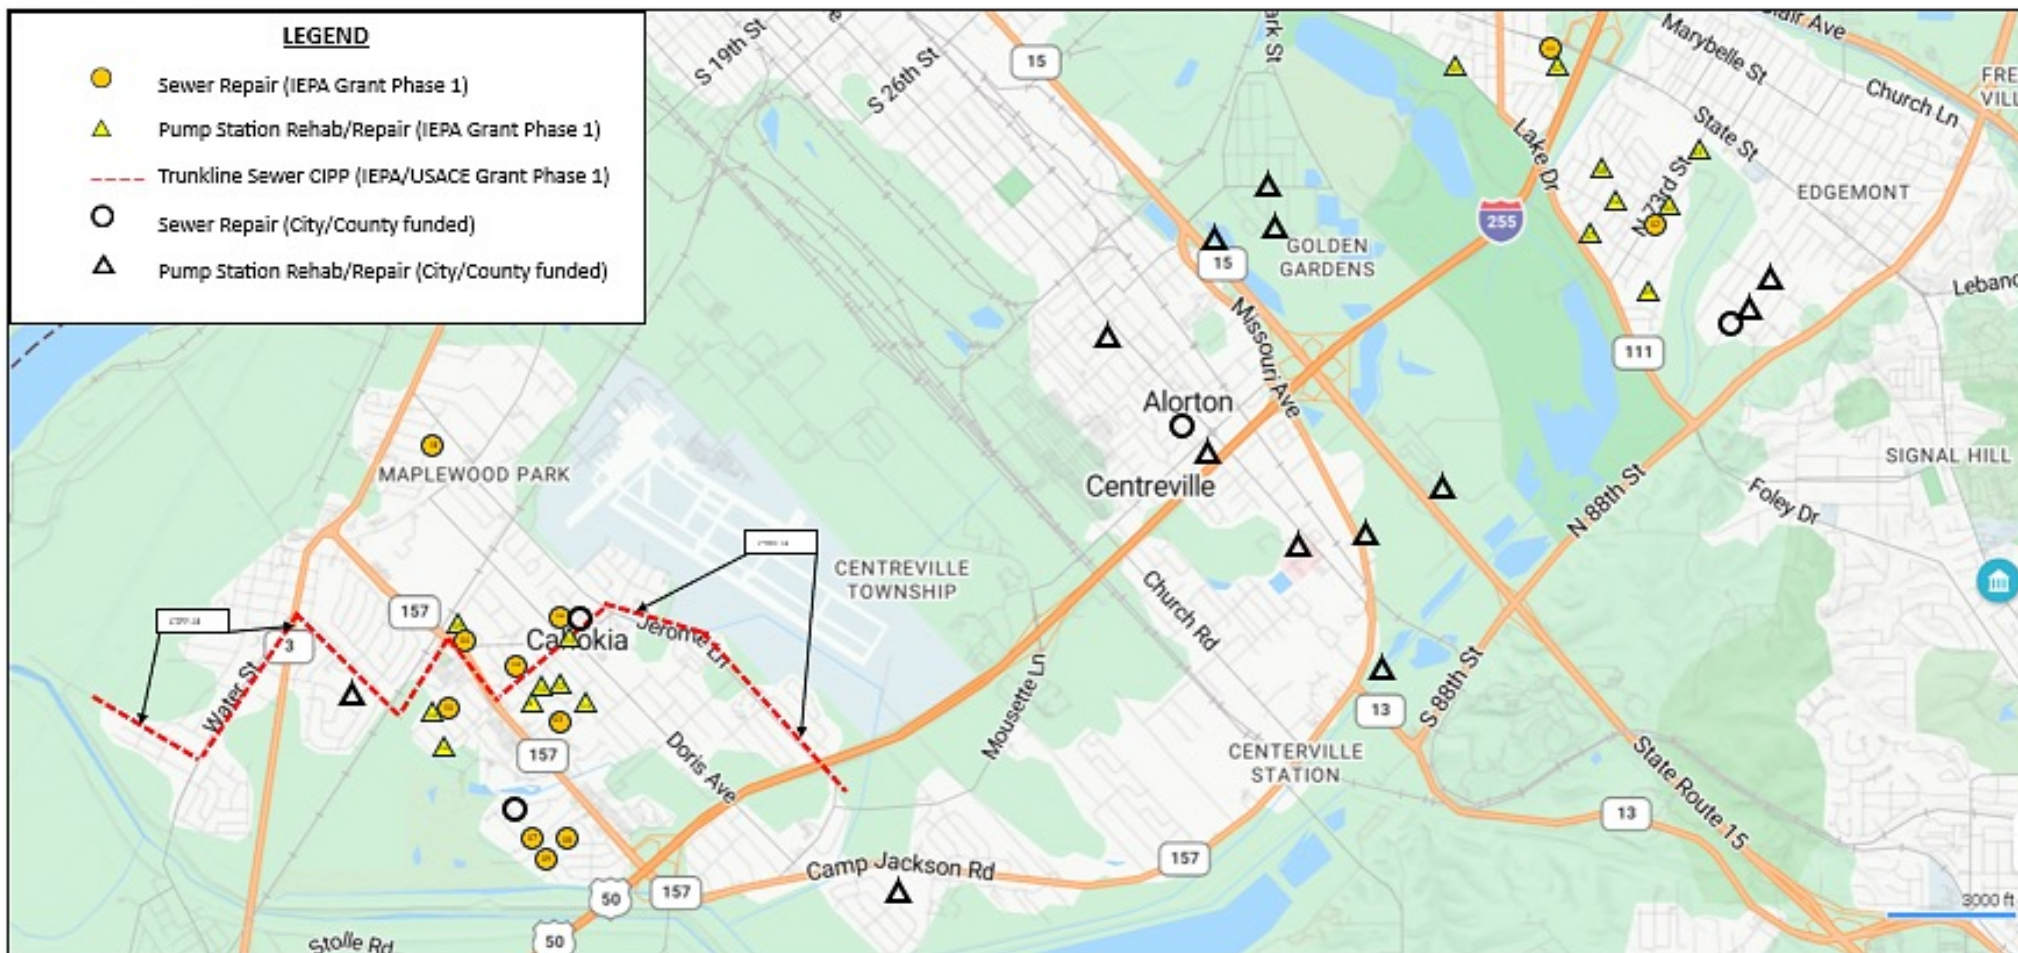 LEGEND
Sewer Repair (IEPA Grant Phase 1)
Pump Station Rehab/Repair (IEPA Grant Phase 1)
Trunkline Sewer CIPP (IEPA/USACE Grant Phase 1)
Sewer Repair (City/County funded)
Pump Station Rehab/Repair (City/County funded)
S 19th St
S 26th St
15
ark St
Marybelle St
Church Ln
State St
Lake Dr
N 73rd St
EDGEMONT
255
15
GOLDEN
GARDENS
Missouri Ave
111
Alorton
Centreville
SIGNAL HILL
Foley Dr
N 88th St
MAPLEWOOD PARK
CENTREVILLE
TOWNSHIP
Church Rd
157
3
Water St
Cahokia
Jerome Ln
Mousette Ln
S 88th St
13
CENTERVILLE
STATION
157
Doris Ave
State Route 15
13
Camp Jackson Rd
157
50
157
50
Stolle Rd
3000 ft